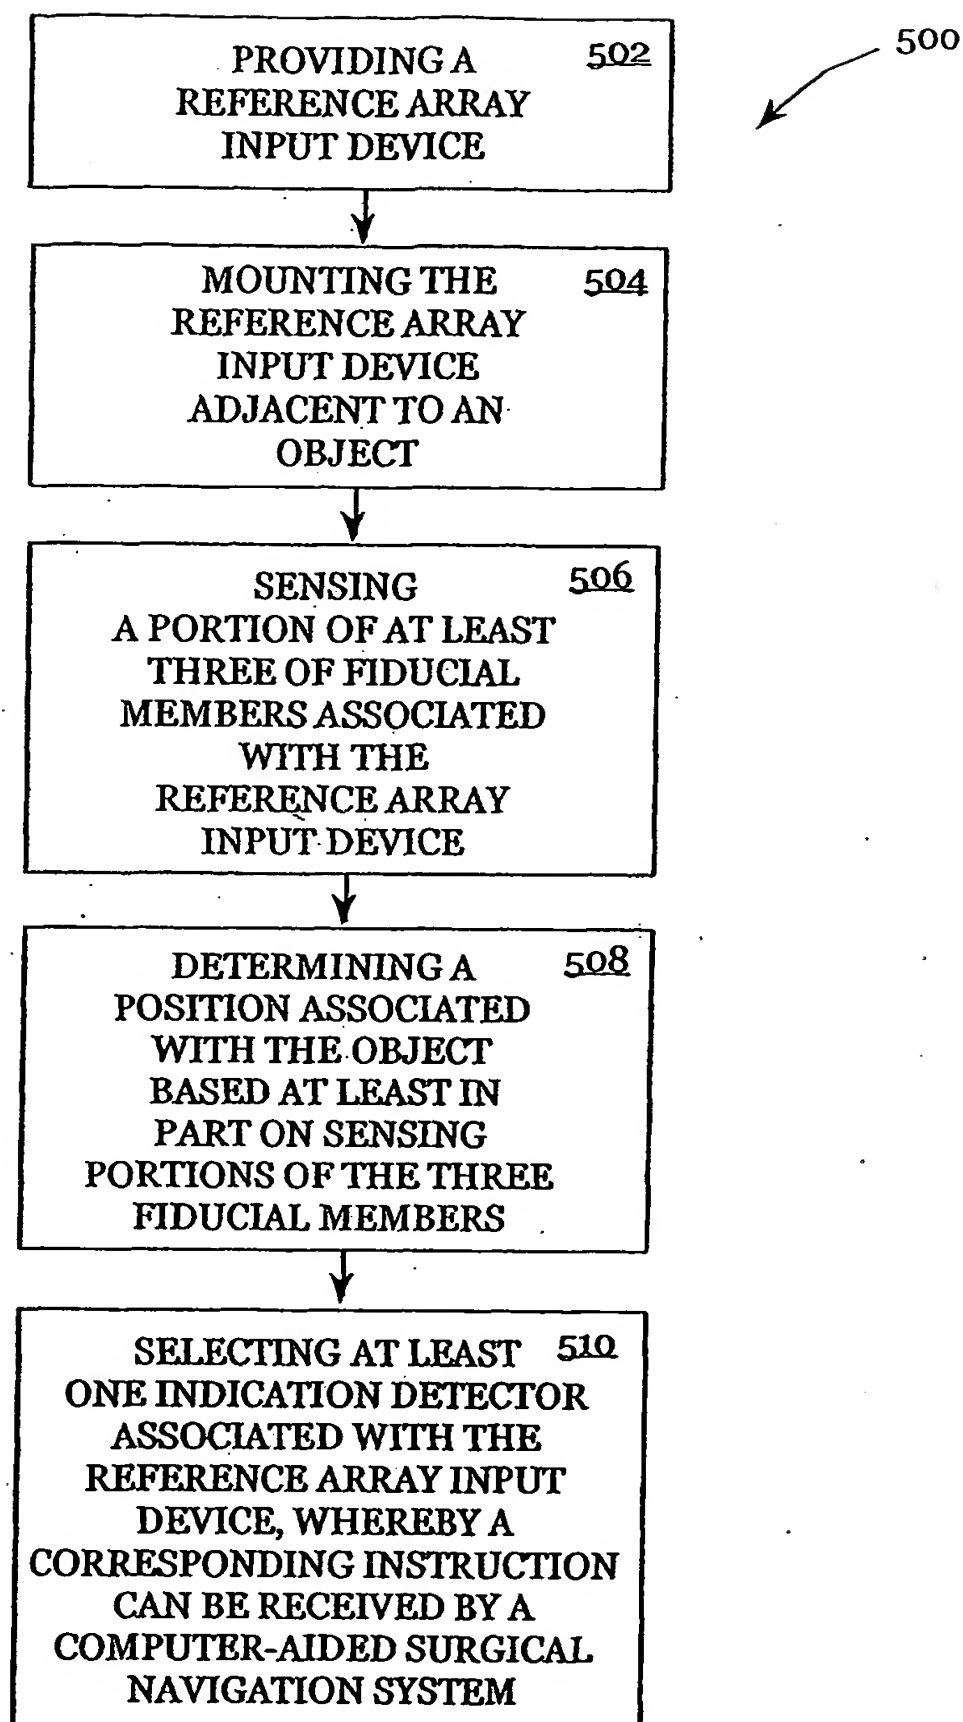 500
PROVIDING A 502
REFERENCE ARRAY
INPUT DEVICE
MOUNTING THE 504
REFERENCE ARRAY
INPUT DEVICE
ADJACENT TO AN
OBJECT
SENSING 506
A PORTION OF AT LEAST
THREE OF FIDUCIAL
MEMBERS ASSOCIATED
WITH THE
REFERENCE ARRAY
INPUT DEVICE
DETERMINING A 508
POSITION ASSOCIATED
WITH THE OBJECT
BASED AT LEAST IN
PART ON SENSING
PORTIONS OF THE THREE
FIDUCIAL MEMBERS
SELECTING AT LEAST 510
ONE INDICATION DETECTOR
ASSOCIATED WITH THE
REFERENCE ARRAY INPUT
DEVICE, WHEREBY A
CORRESPONDING INSTRUCTION
CAN BE RECEIVED BY A
COMPUTER-AIDED SURGICAL
NAVIGATION SYSTEM